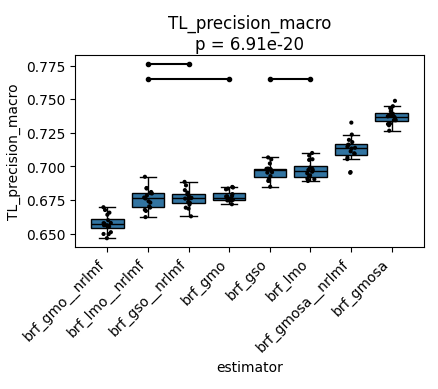 TL_precision_macro
p = 6.91e-20
TL_precision_macro
0.775
0.750
0.725
0.700
0.675
0.650
brf_gmo__nrlmf
brf_lmo__nrlmf
brf_gso__nrlmf
brf_gmo
brf_gso
brf_lmo
brf_gmosa__nrlmf
brf_gmosa
estimator